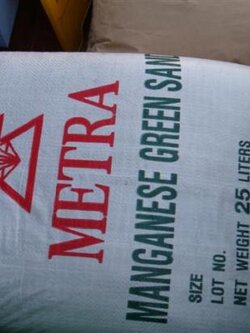 METRA
MANGANESE GREEN SAND
SIZE
LOT NO.
NET WEIGHT 25 LITERS